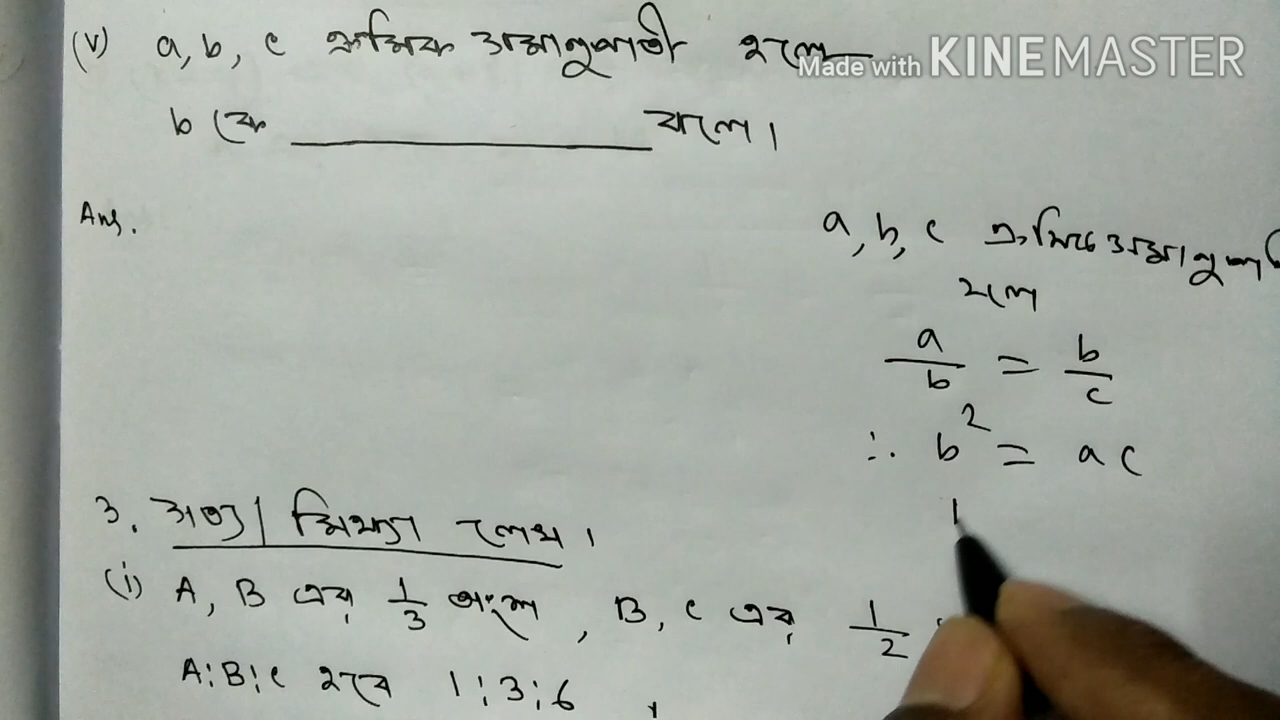 Made with KINEMASTER
(v) a, b, c ক্রমিক সমানুপাতী হলে
b কে ________ বলে।
Ans.
a, b, c ক্রমিক সমানুপাতী
হলে
a/b = b/c
∴ b² = ac
3. সত্য/মিথ্যা লেখ।
(i) A, B এর 1/3 অংশ, B, C এর 1/2
A:B:C হবে 1:3:6,